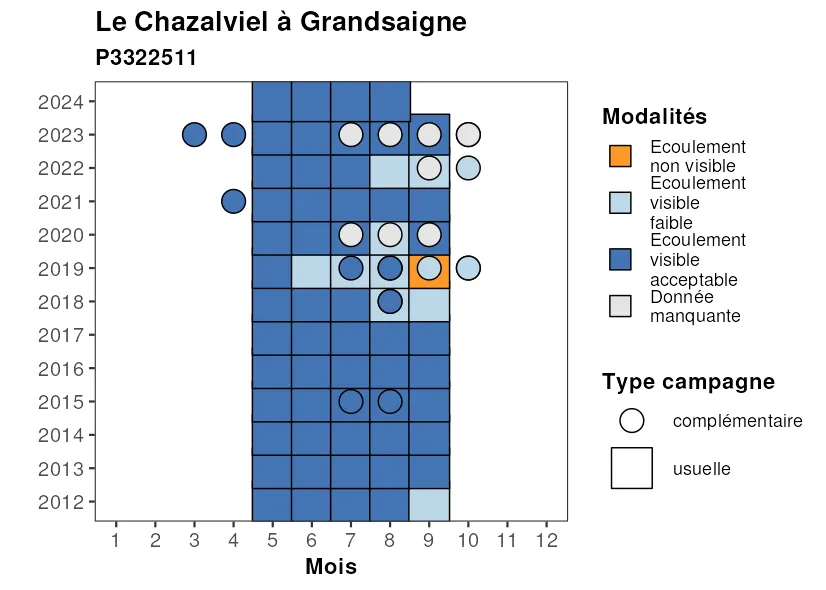 Le Chazalviel à Grandsaigne
P3322511
2024
2023
2022
2021
2020
2019
2018
2017
2016
2015
2014
2013
2012
1 2 3 4 5 6 7 8 9 10 11 12
Mois
Modalités
Ecoulement
non visible
Ecoulement
visible
faible
Ecoulement
visible
acceptable
Donnée
manquante
Type campagne
complémentaire
usuelle